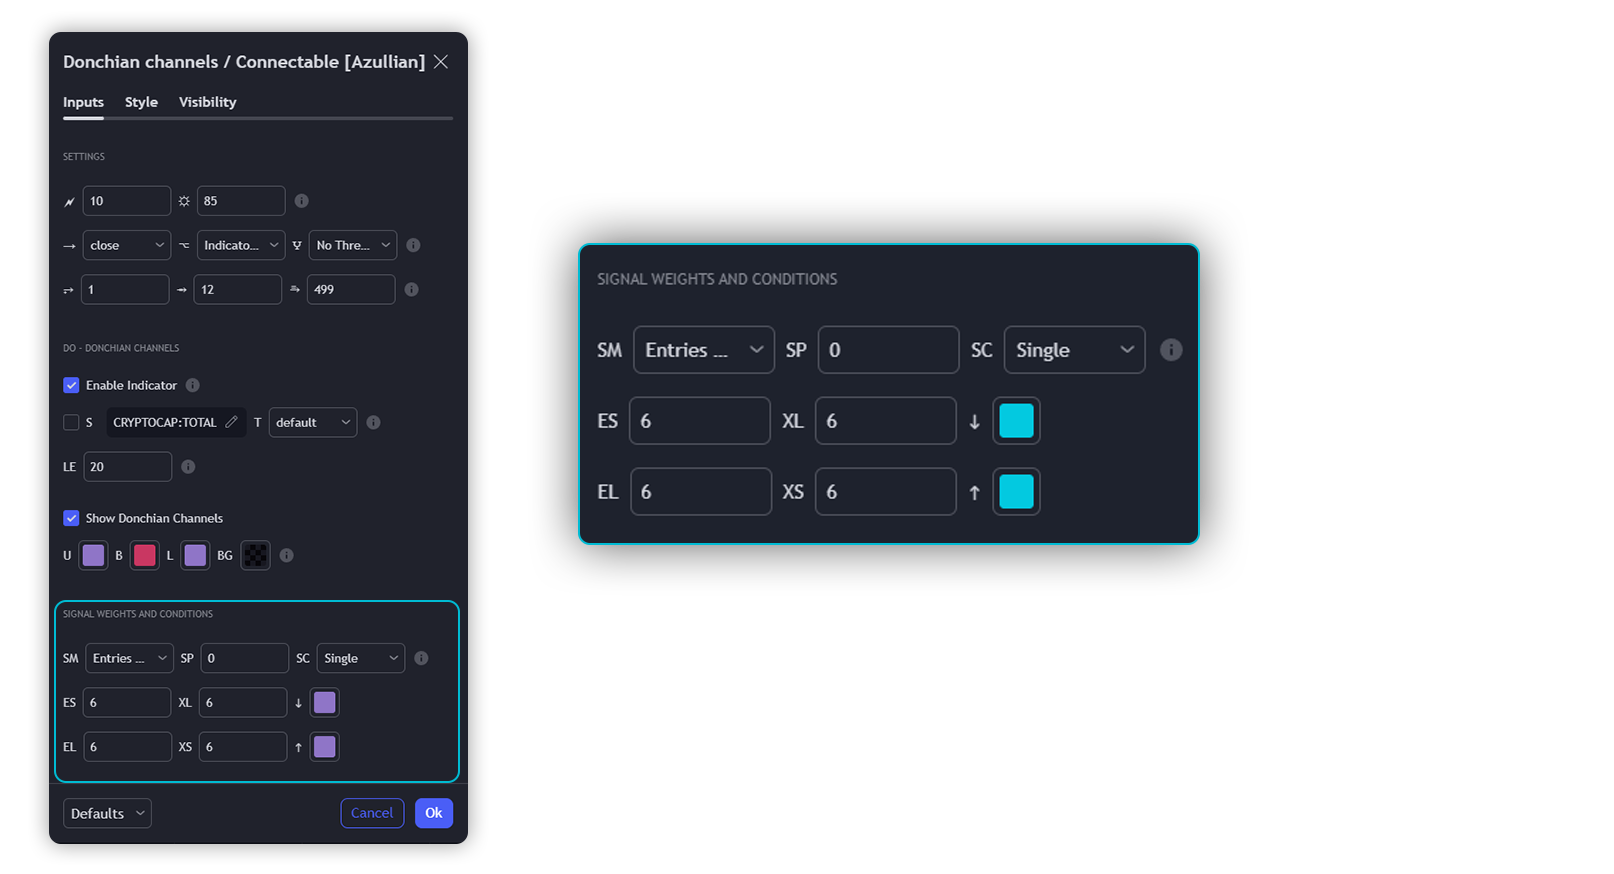 Donchian channels / Connectable [Azullian]
Inputs Style Visibility
SETTINGS
10 85
close Indicato... No Thre...
1 12 499
DO - DONCHIAN CHANNELS
Enable Indicator
S CRYPTOCAP:TOTAL T default
LE 20
Show Donchian Channels
U B L BG
SIGNAL WEIGHTS AND CONDITIONS
SM Entries ... SP 0 SC Single
ES 6 XL 6 ↓
EL 6 XS 6 ↑
Defaults Cancel Ok
SIGNAL WEIGHTS AND CONDITIONS
SM Entries ... SP 0 SC Single
ES 6 XL 6 ↓
EL 6 XS 6 ↑